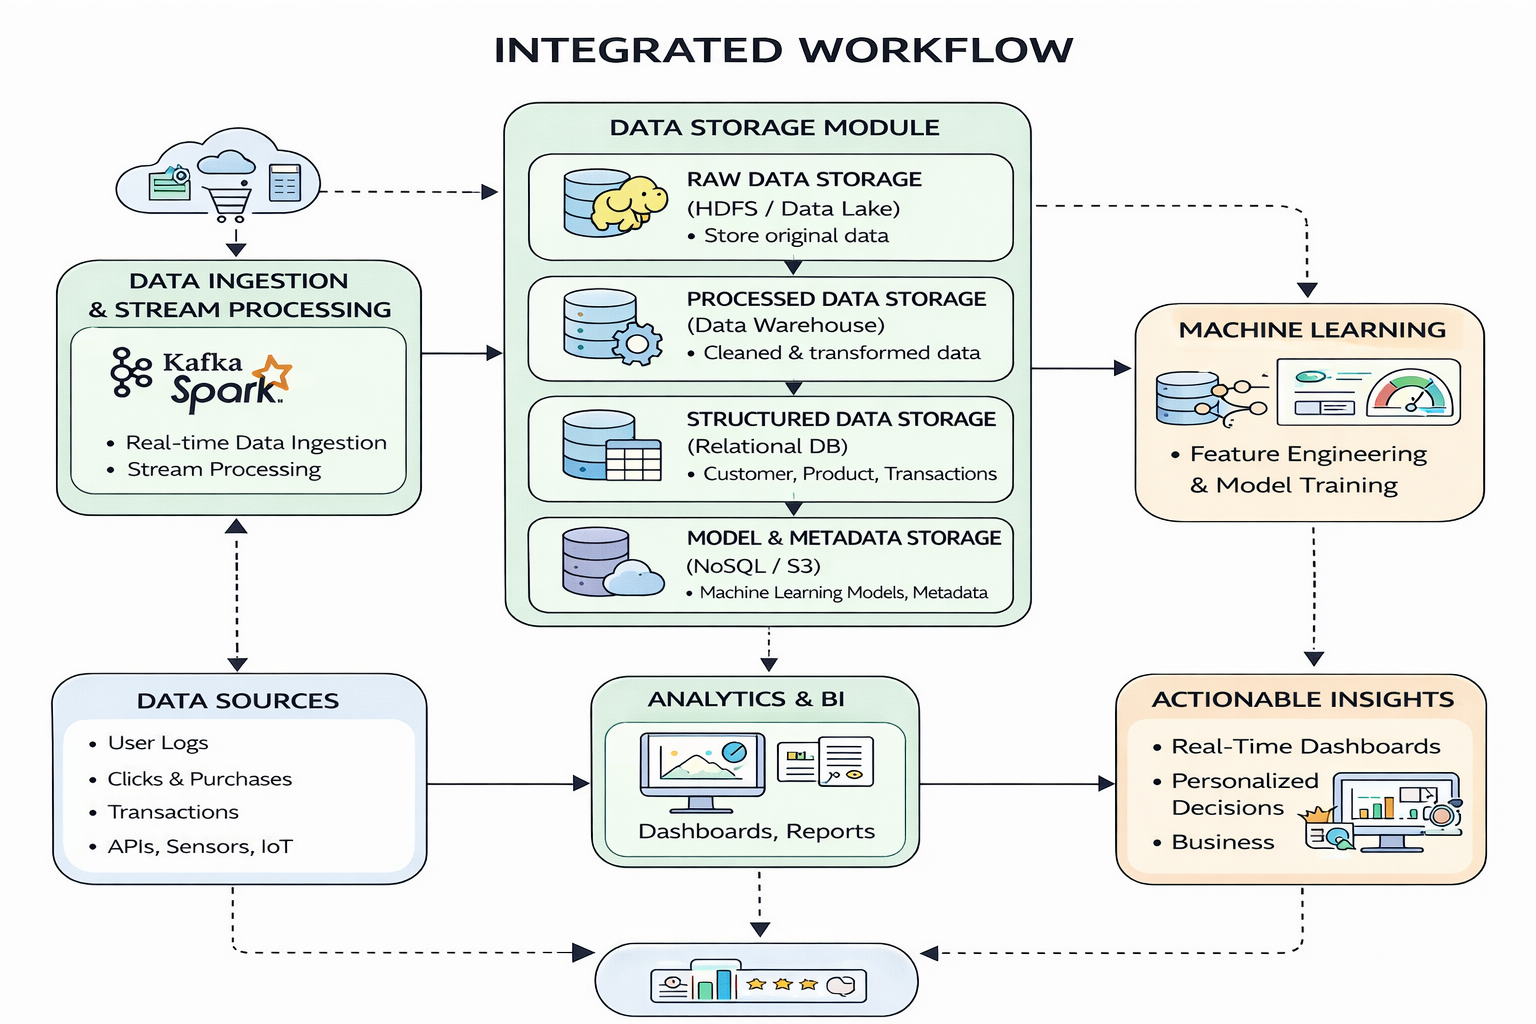 INTEGRATED WORKFLOW
DATA INGESTION
& STREAM PROCESSING
Kafka
Spark
• Real-time Data Ingestion
• Stream Processing
DATA STORAGE MODULE
RAW DATA STORAGE
(HDFS / Data Lake)
• Store original data
PROCESSED DATA STORAGE
(Data Warehouse)
• Cleaned & transformed data
STRUCTURED DATA STORAGE
(Relational DB)
• Customer, Product, Transactions
MODEL & METADATA STORAGE
(NoSQL / S3)
• Machine Learning Models, Metadata
MACHINE LEARNING
• Feature Engineering
& Model Training
DATA SOURCES
• User Logs
• Clicks & Purchases
• Transactions
• APIs, Sensors, IoT
ANALYTICS & BI
Dashboards, Reports
ACTIONABLE INSIGHTS
• Real-Time Dashboards
• Personalized
Decisions
• Business